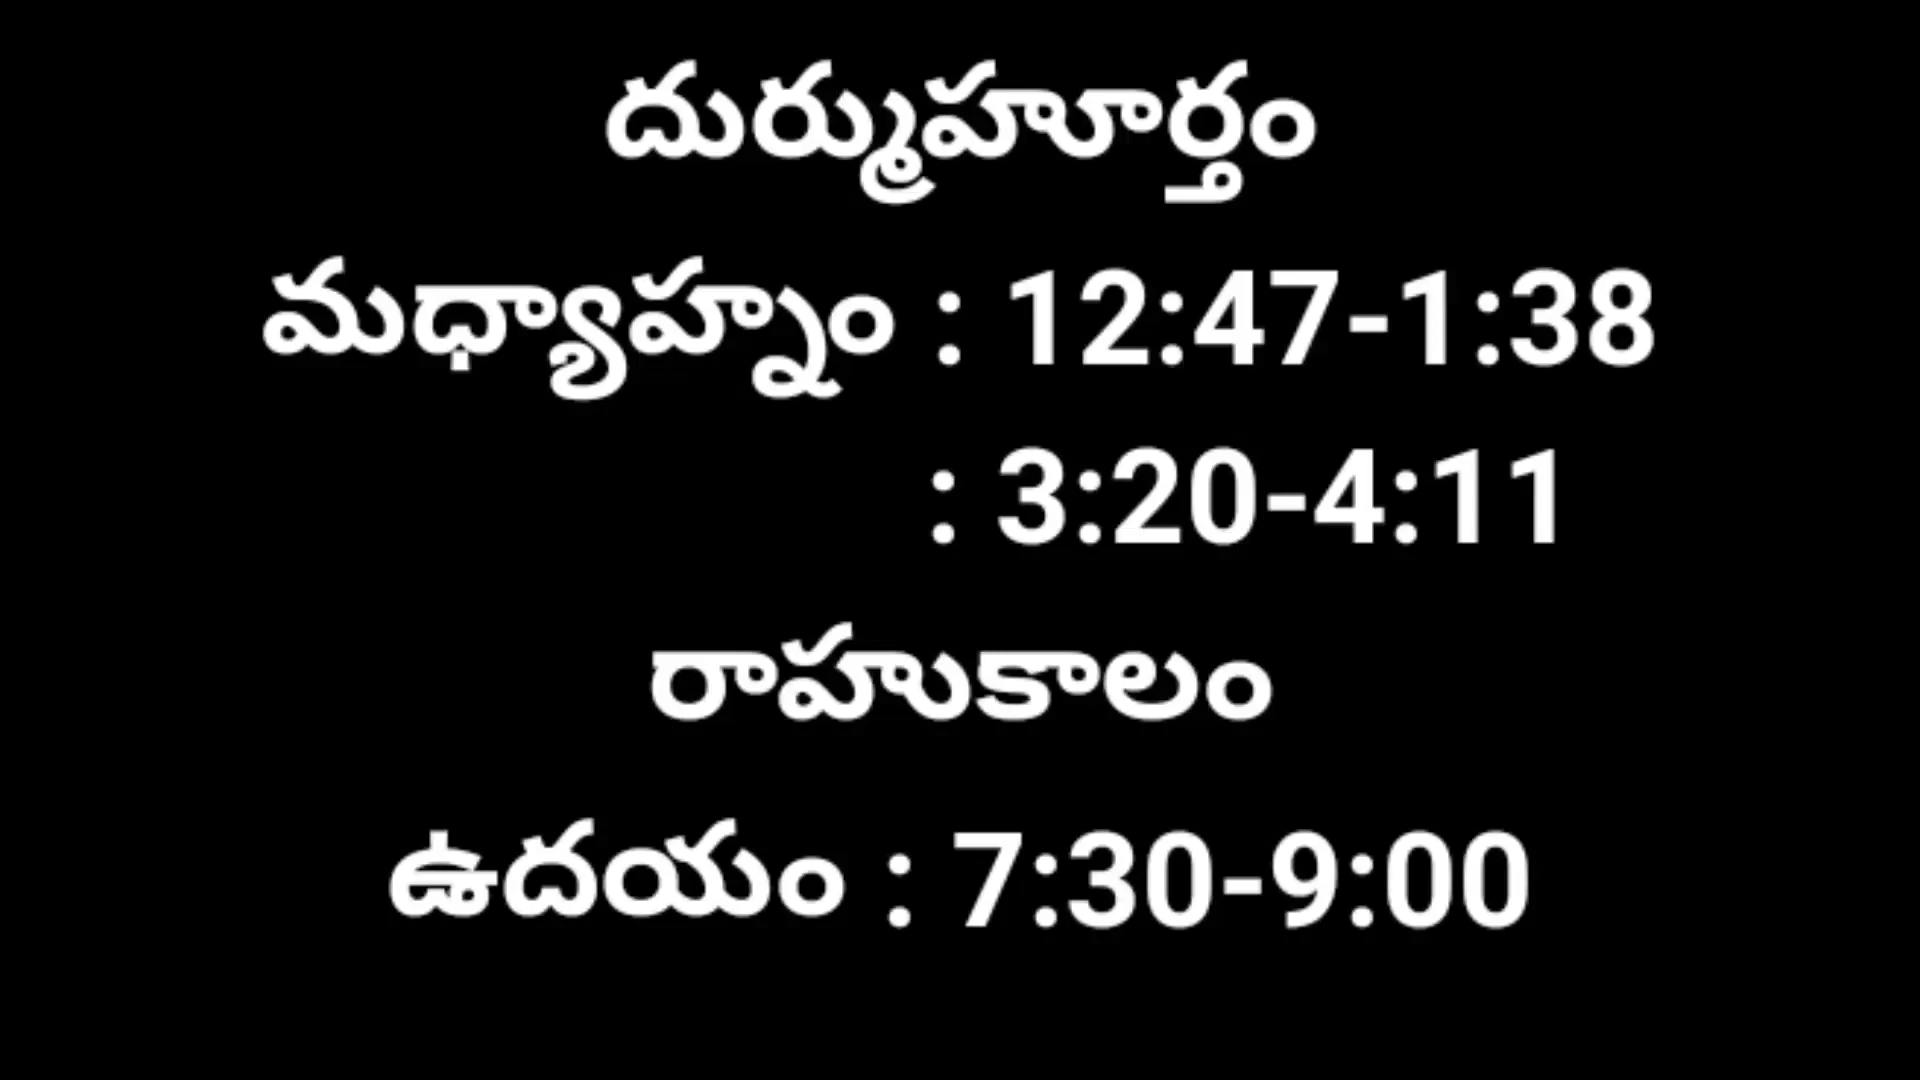 దుర్ముహూర్తం
మధ్యాహ్నం : 12:47-1:38
: 3:20-4:11
రాహుకాలం
ఉదయం : 7:30-9:00